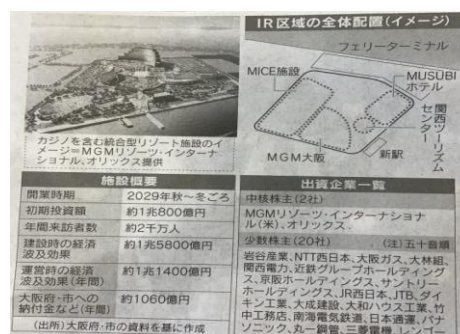 カジノを含む統合型リゾート施設のイ
メージ=MGMリゾーツ・インターナ
ショナル、オリックス提供
IR区域の全体配置(イメージ)
フェリーターミナル
MICE施設
MUSUBI
ホテル
関西ツーリズム
センター
新駅
MGM大阪
施設概要
開業時期 2029年秋〜冬ごろ
初期投資額 約1兆800億円
年間来訪者数 約2千万人
建設時の経済
波及効果 約1兆5800億円
運営時の経済
波及効果(年間) 約1兆1400億円
大阪府・市への
納付金など(年間) 約1060億円
(出所)大阪府・市の資料を基に作成
出資企業一覧
中核株主(2社)
MGMリゾーツ・インターナショナ
ル(米)、オリックス
少数株主(20社) (注)五十音順
岩谷産業、NTT西日本、大阪ガス、大林組、
関西電力、近鉄グループホールディング
ス、京阪ホールディングス、サントリー
ホールディングス、JR西日本、JTB、ダイ
キン工業、大成建設、大和ハウス工業、竹
中工務店、南海電気鉄道、日本通運、パナ
ソニック、丸一鋼管、三菱電機